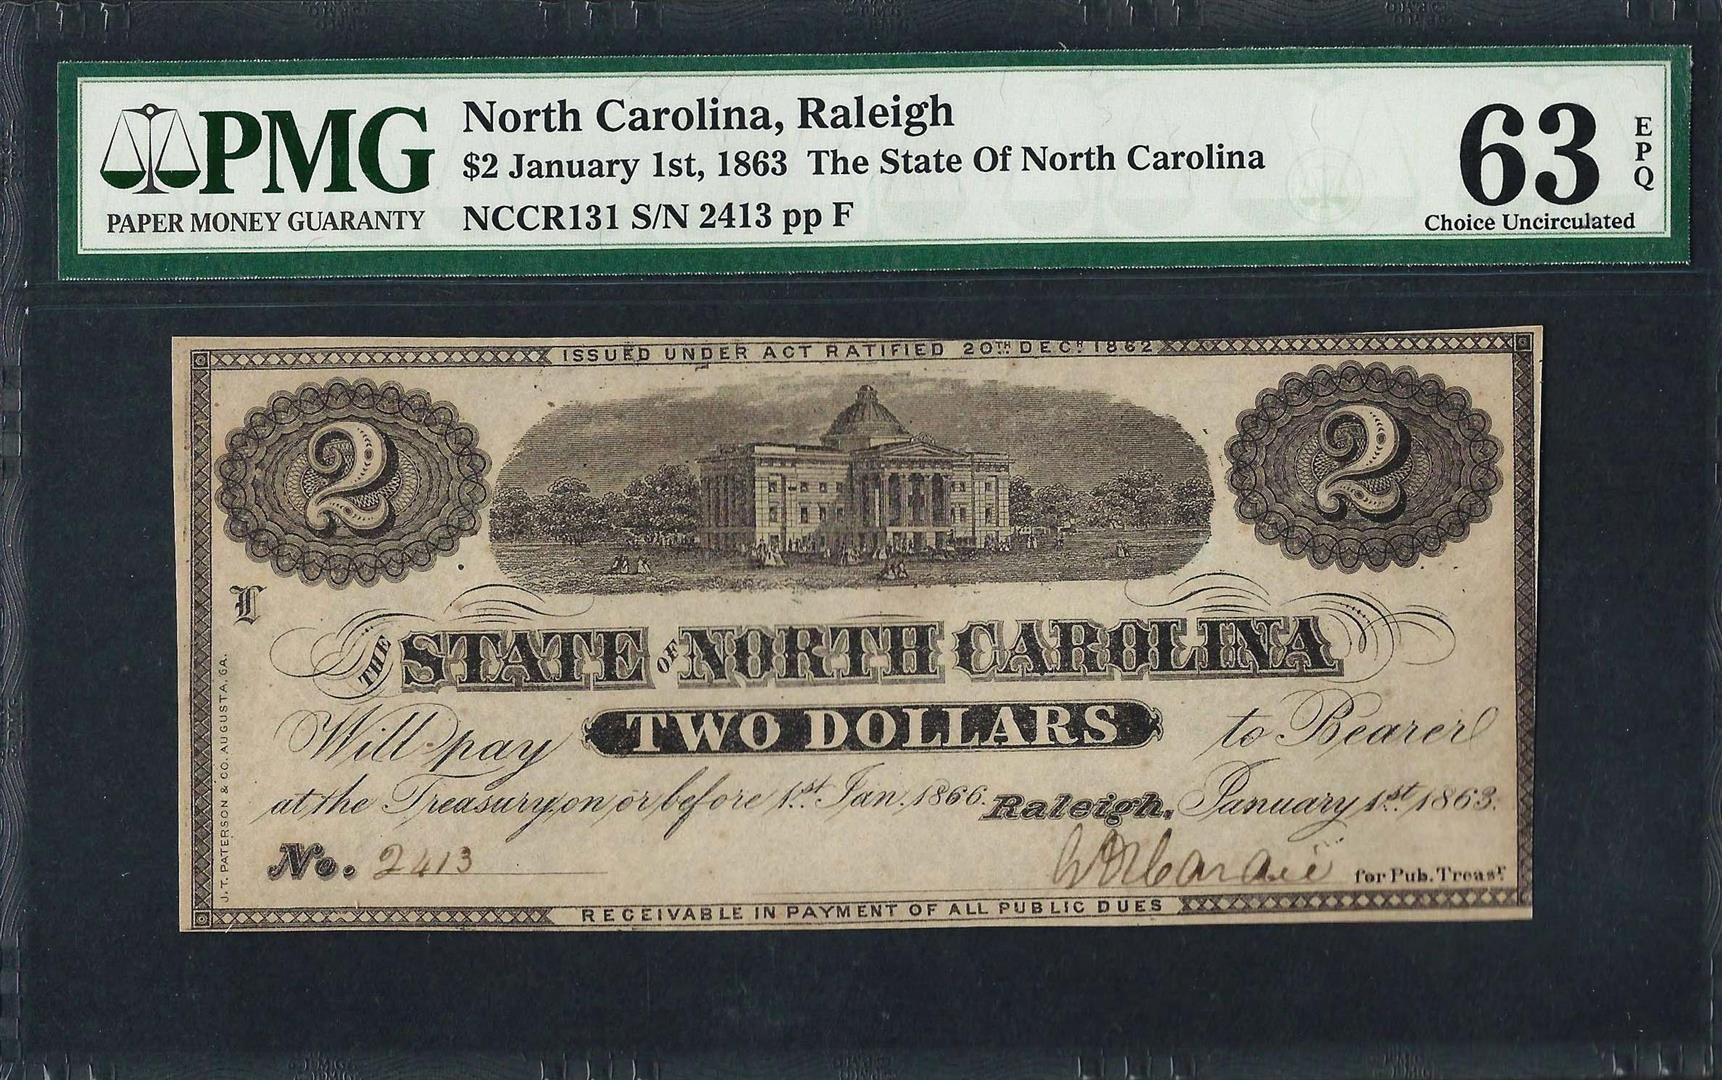 PMG
PAPER MONEY GUARANTY
North Carolina, Raleigh
$2 January 1st, 1863 The State Of North Carolina
NCCR131 S/N 2413 pp F
63
EPQ
Choice Uncirculated
ISSUED UNDER ACT RATIFIED 20TH DECR 1862
2
2
F
THE STATE OF NORTH CAROLINA
Will pay TWO DOLLARS to Bearer
at the Treasury, on or before 1st Jan. 1866. Raleigh, January 1st 1863.
No. 2413
for Pub. Treasr.
RECEIVABLE IN PAYMENT OF ALL PUBLIC DUES
J. T. PATERSON & CO. AUGUSTA, GA.